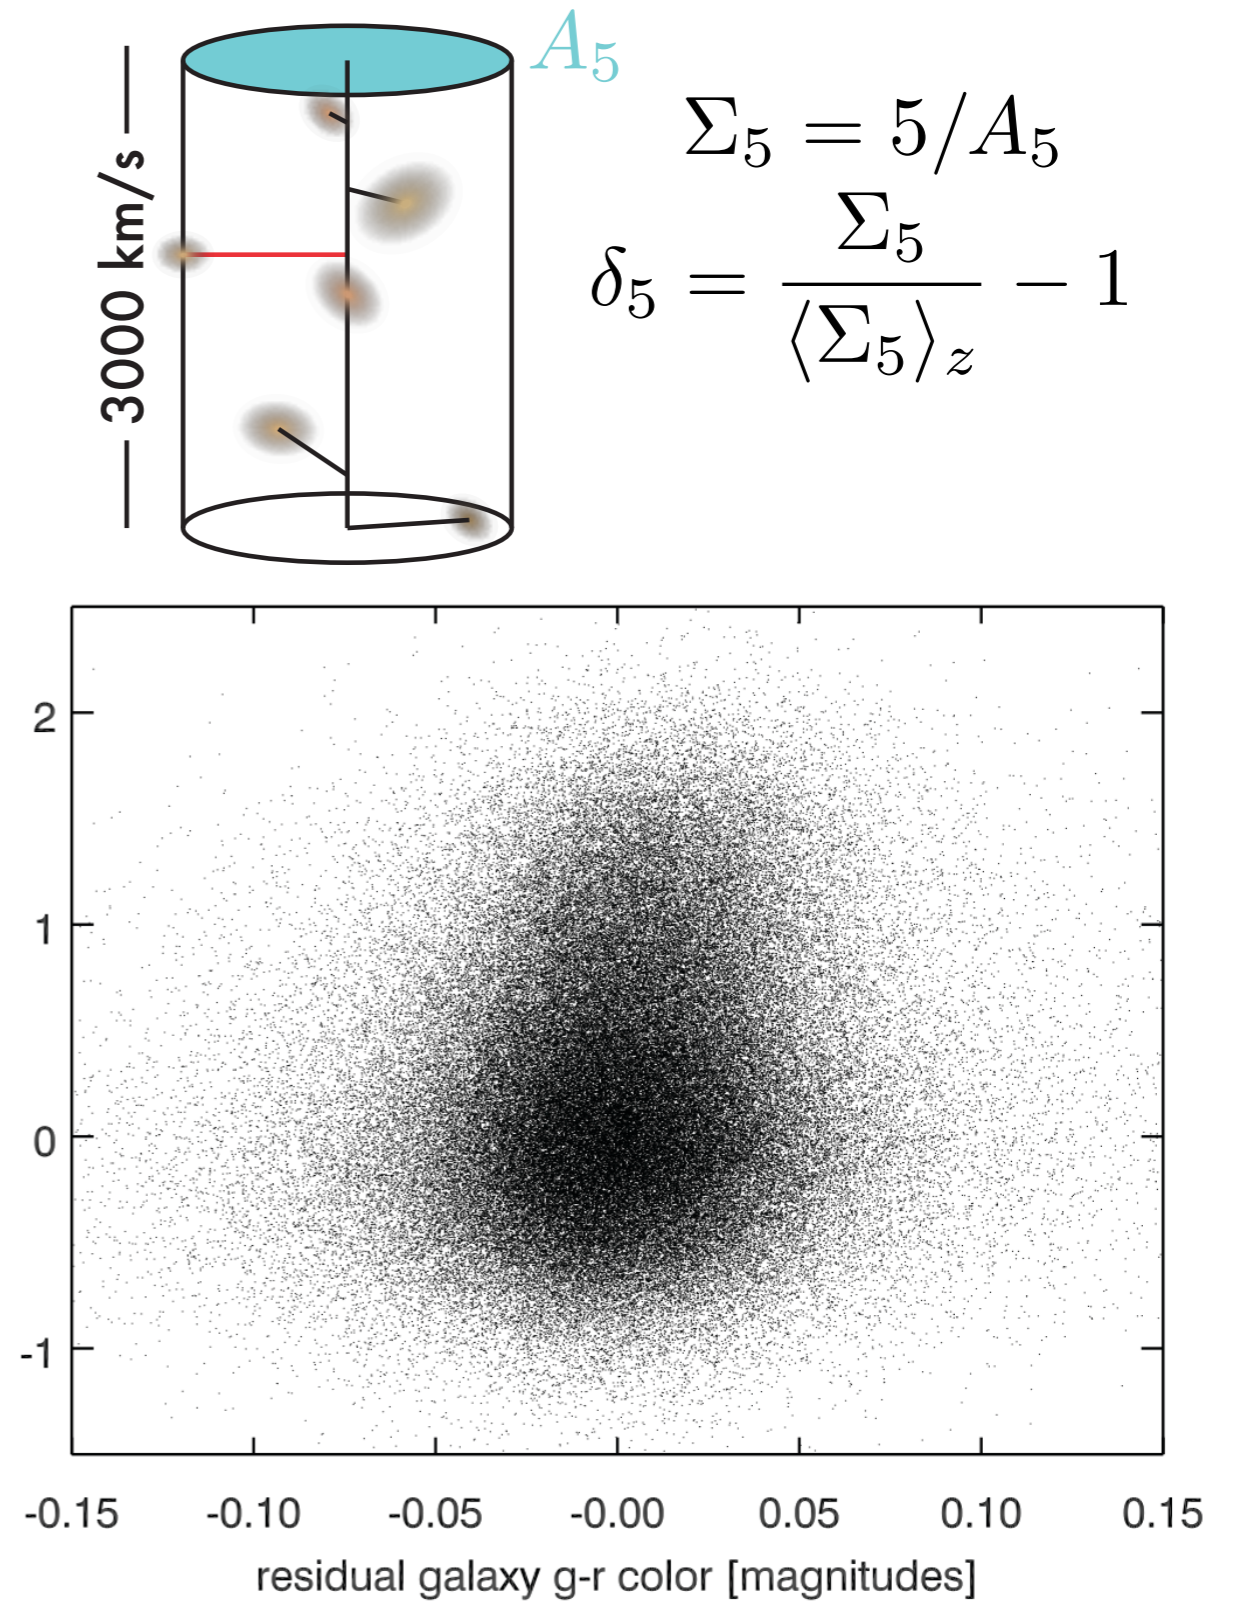 A₅
3000 km/s
Σ₅ = 5/A₅
δ₅ = Σ₅/⟨Σ₅⟩_z − 1
2
1
0
-1
-0.15 -0.10 -0.05 -0.00 0.05 0.10 0.15
residual galaxy g-r color [magnitudes]